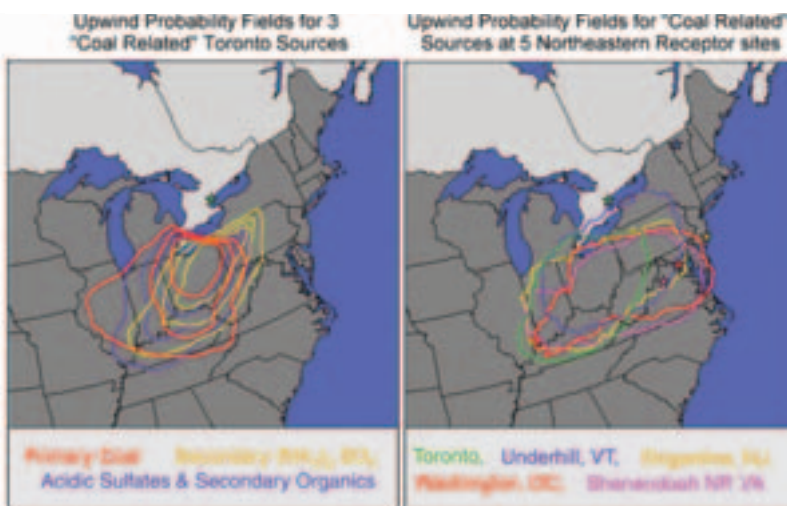 Upwind Probability Fields for 3
"Coal Related" Toronto Sources
Upwind Probability Fields for "Coal Related"
Sources at 5 Northeastern Receptor sites
Primary Coal Secondary
Acidic Sulfates & Secondary Organics
Toronto, Underhill, VT,
Washington, DC, Shenandoah NP, VA